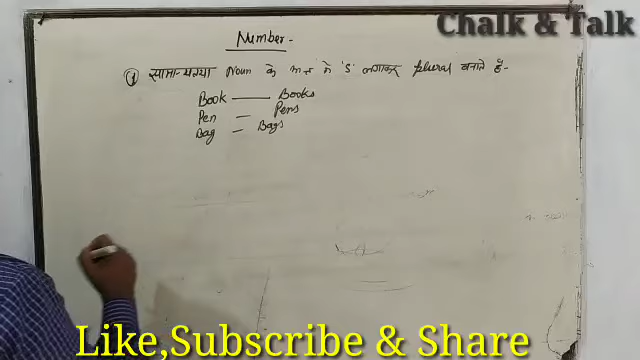 Chalk & Talk
Number -
① सामान्यतया Noun के अन्त में 'S' लगाकर plural बनाते हैं-
Book — Books
Pen — Pens
Bag — Bags
Like,Subscribe & Share